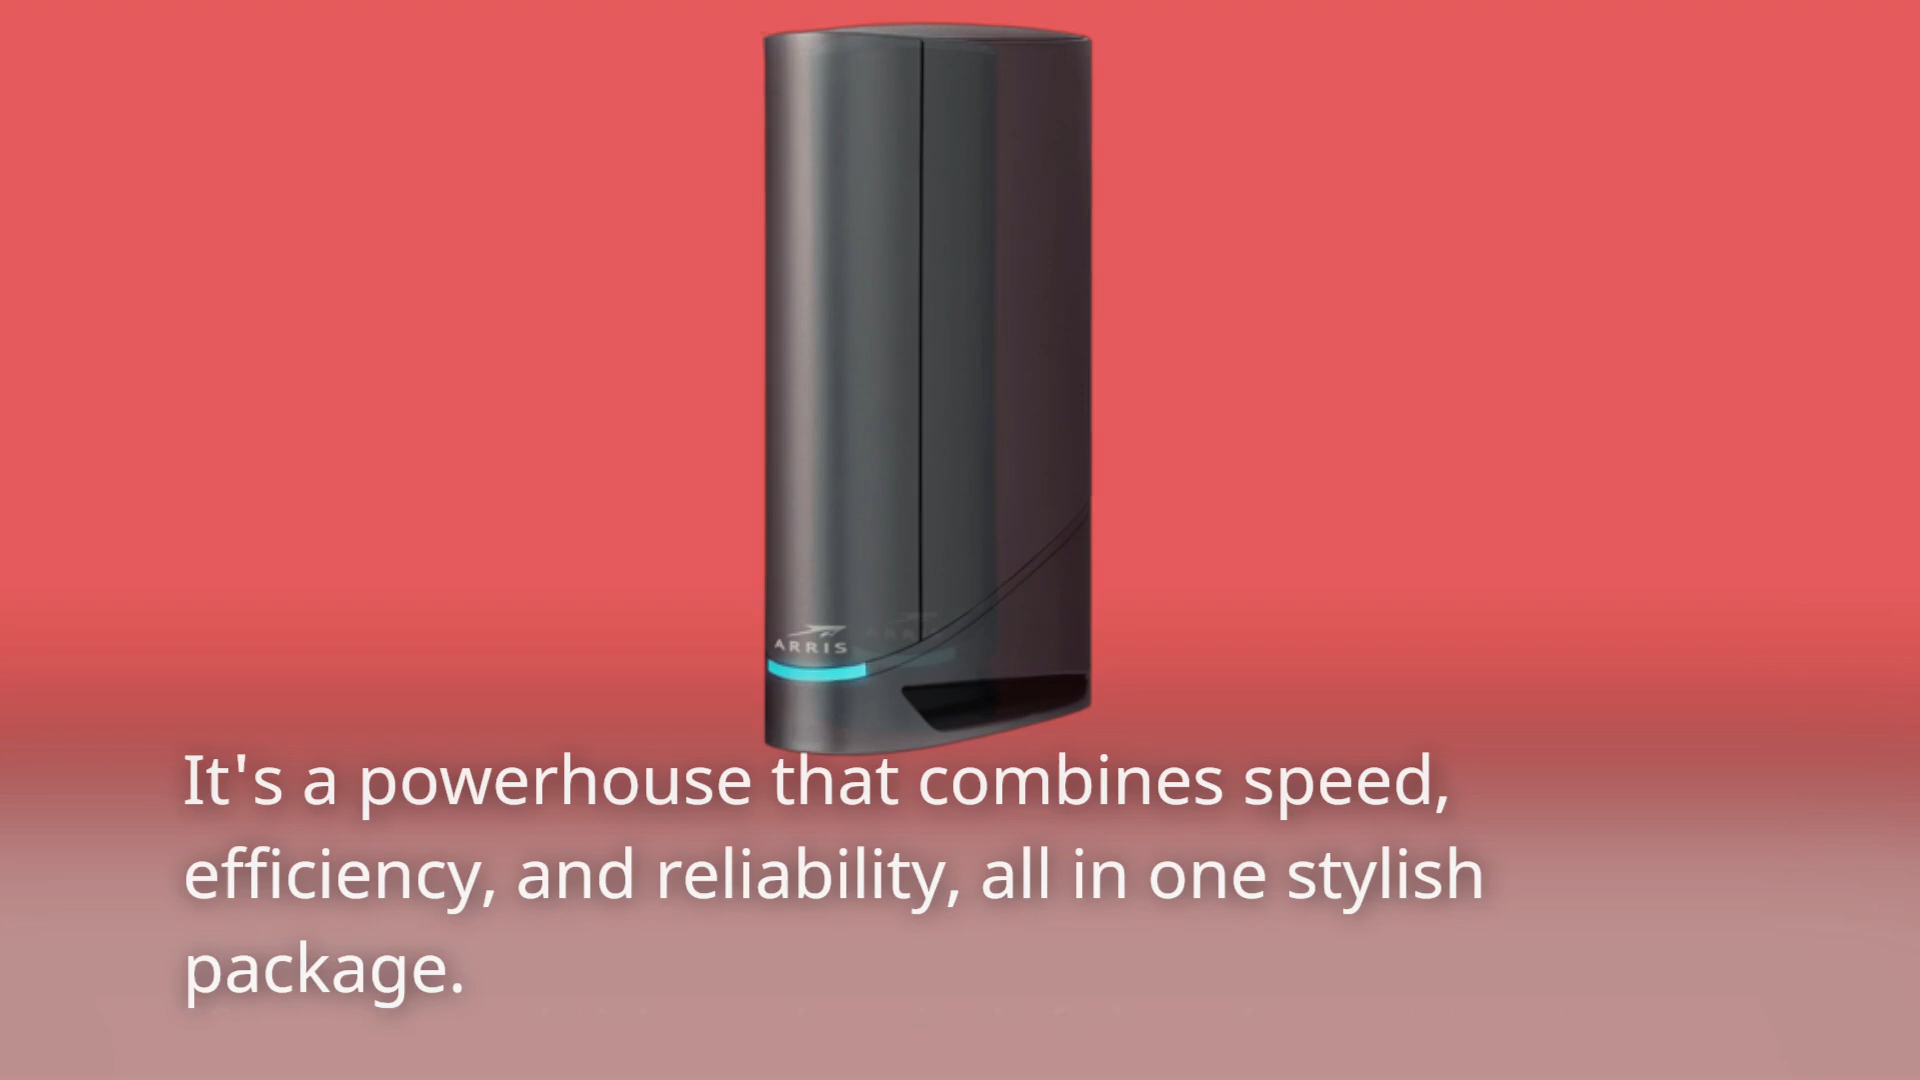 ARRIS
It's a powerhouse that combines speed,
efficiency, and reliability, all in one stylish
package.